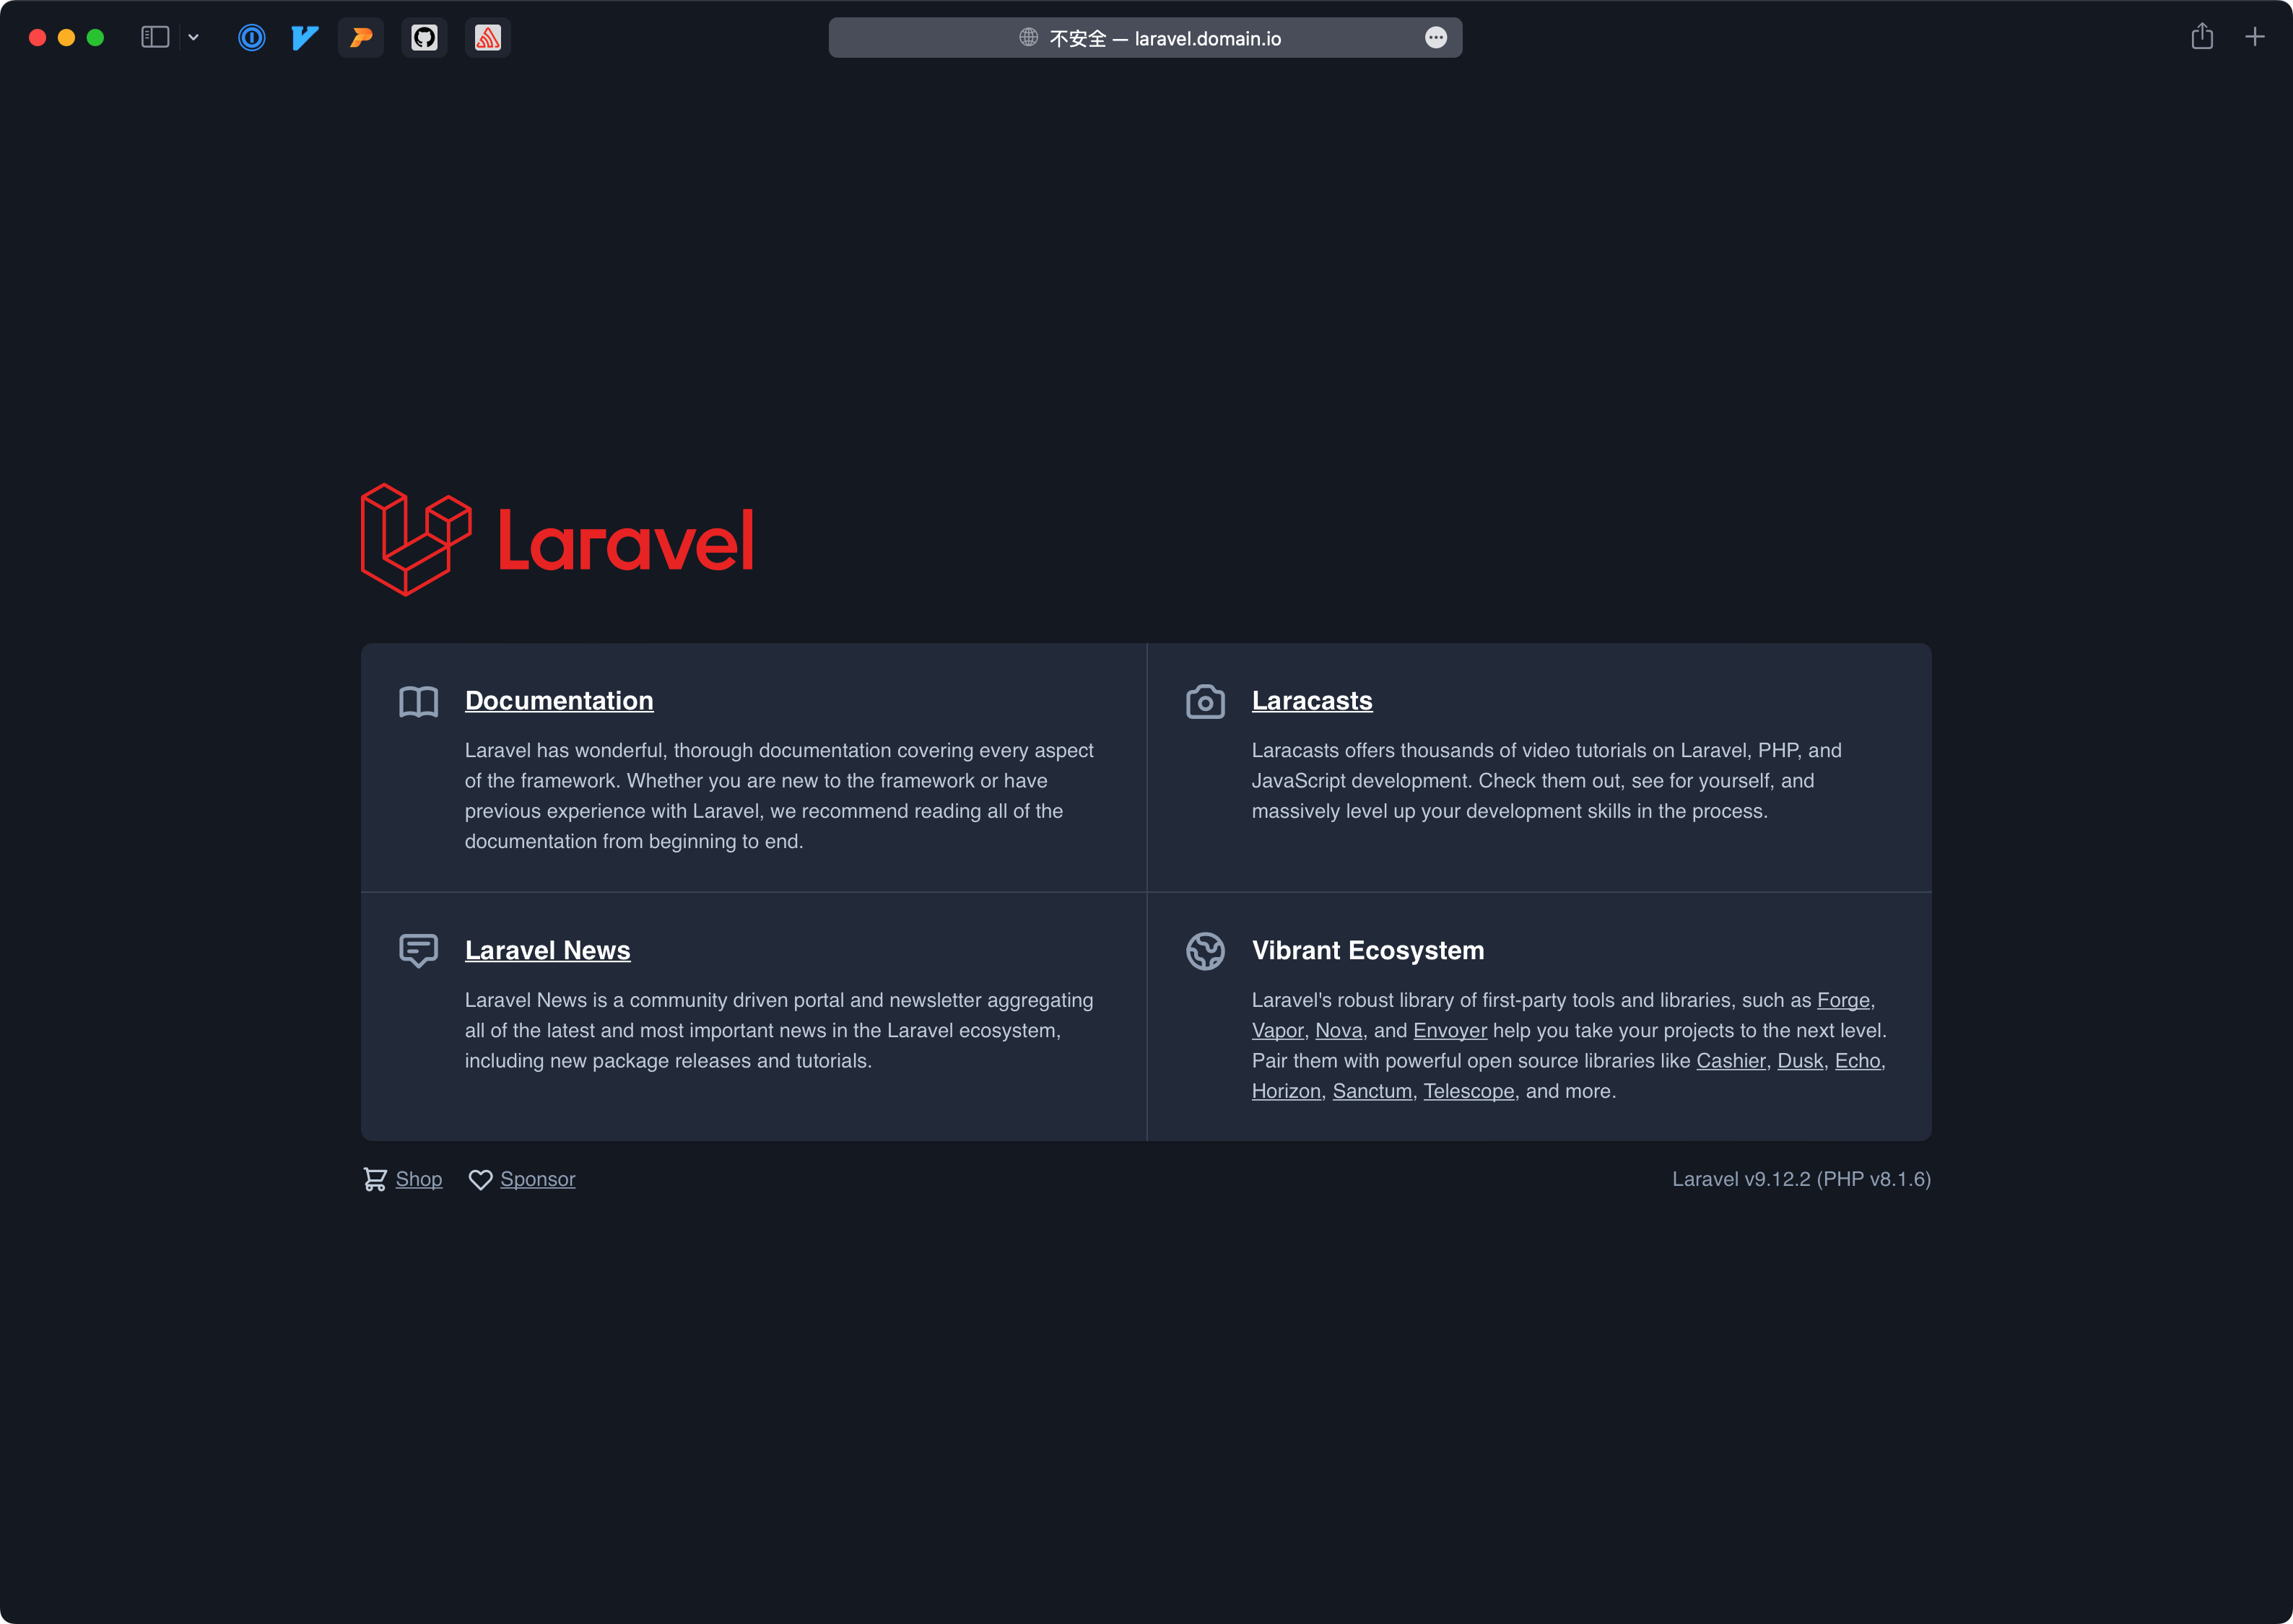 不安全 — laravel.domain.io
Laravel
Documentation
Laravel has wonderful, thorough documentation covering every aspect
of the framework. Whether you are new to the framework or have
previous experience with Laravel, we recommend reading all of the
documentation from beginning to end.
Laracasts
Laracasts offers thousands of video tutorials on Laravel, PHP, and
JavaScript development. Check them out, see for yourself, and
massively level up your development skills in the process.
Laravel News
Laravel News is a community driven portal and newsletter aggregating
all of the latest and most important news in the Laravel ecosystem,
including new package releases and tutorials.
Vibrant Ecosystem
Laravel's robust library of first-party tools and libraries, such as Forge,
Vapor, Nova, and Envoyer help you take your projects to the next level.
Pair them with powerful open source libraries like Cashier, Dusk, Echo,
Horizon, Sanctum, Telescope, and more.
Shop Sponsor
Laravel v9.12.2 (PHP v8.1.6)